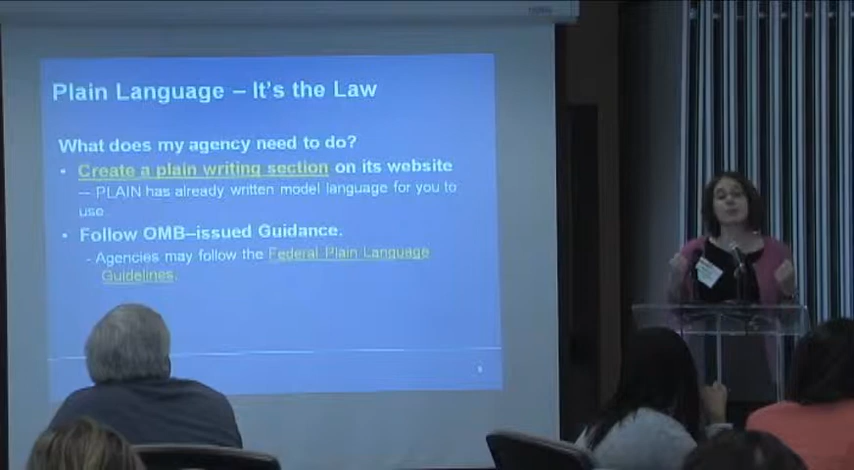 Plain Language – It's the Law
What does my agency need to do?
• Create a plain writing section on its website
– PLAIN has already written model language for you to
use.
• Follow OMB–issued Guidance.
- Agencies may follow the Federal Plain Language
Guidelines.